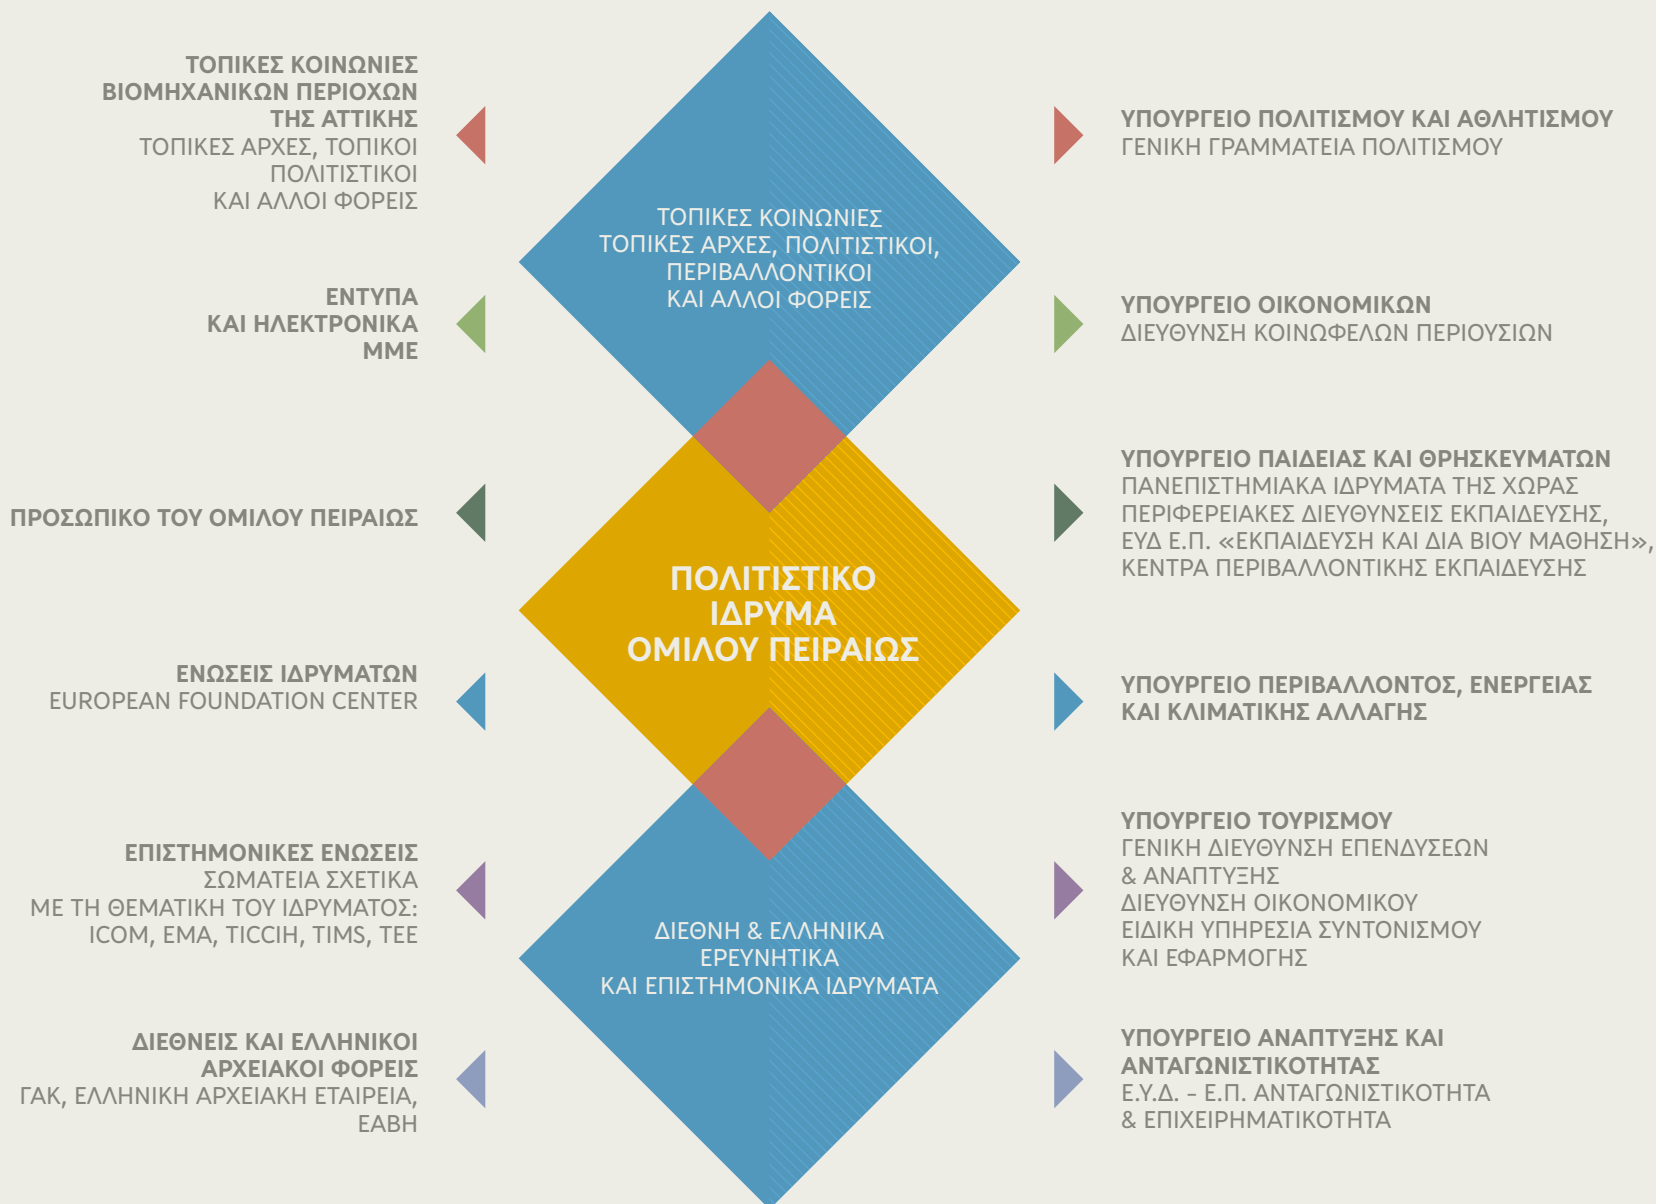 ΤΟΠΙΚΕΣ ΚΟΙΝΩΝΙΕΣ
ΒΙΟΜΗΧΑΝΙΚΩΝ ΠΕΡΙΟΧΩΝ
ΤΗΣ ΑΤΤΙΚΗΣ
ΤΟΠΙΚΕΣ ΑΡΧΕΣ, ΤΟΠΙΚΟΙ
ΠΟΛΙΤΙΣΤΙΚΟΙ
ΚΑΙ ΑΛΛΟΙ ΦΟΡΕΙΣ
ΕΝΤΥΠΑ
ΚΑΙ ΗΛΕΚΤΡΟΝΙΚΑ
ΜΜΕ
ΠΡΟΣΩΠΙΚΟ ΤΟΥ ΟΜΙΛΟΥ ΠΕΙΡΑΙΩΣ
ΕΝΩΣΕΙΣ ΙΔΡΥΜΑΤΩΝ
EUROPEAN FOUNDATION CENTER
ΕΠΙΣΤΗΜΟΝΙΚΕΣ ΕΝΩΣΕΙΣ
ΣΩΜΑΤΕΙΑ ΣΧΕΤΙΚΑ
ΜΕ ΤΗ ΘΕΜΑΤΙΚΗ ΤΟΥ ΙΔΡΥΜΑΤΟΣ:
ICOM, EMA, TICCIH, TIMS, TEE
ΔΙΕΘΝΕΙΣ ΚΑΙ ΕΛΛΗΝΙΚΟΙ
ΑΡΧΕΙΑΚΟΙ ΦΟΡΕΙΣ
ΓΑΚ, ΕΛΛΗΝΙΚΗ ΑΡΧΕΙΑΚΗ ΕΤΑΙΡΕΙΑ,
ΕΑΒΗ
ΤΟΠΙΚΕΣ ΚΟΙΝΩΝΙΕΣ
ΤΟΠΙΚΕΣ ΑΡΧΕΣ, ΠΟΛΙΤΙΣΤΙΚΟΙ,
ΠΕΡΙΒΑΛΛΟΝΤΙΚΟΙ
ΚΑΙ ΑΛΛΟΙ ΦΟΡΕΙΣ
ΠΟΛΙΤΙΣΤΙΚΟ
ΙΔΡΥΜΑ
ΟΜΙΛΟΥ ΠΕΙΡΑΙΩΣ
ΔΙΕΘΝΗ & ΕΛΛΗΝΙΚΑ
ΕΡΕΥΝΗΤΙΚΑ
ΚΑΙ ΕΠΙΣΤΗΜΟΝΙΚΑ ΙΔΡΥΜΑΤΑ
ΥΠΟΥΡΓΕΙΟ ΠΟΛΙΤΙΣΜΟΥ ΚΑΙ ΑΘΛΗΤΙΣΜΟΥ
ΓΕΝΙΚΗ ΓΡΑΜΜΑΤΕΙΑ ΠΟΛΙΤΙΣΜΟΥ
ΥΠΟΥΡΓΕΙΟ ΟΙΚΟΝΟΜΙΚΩΝ
ΔΙΕΥΘΥΝΣΗ ΚΟΙΝΩΦΕΛΩΝ ΠΕΡΙΟΥΣΙΩΝ
ΥΠΟΥΡΓΕΙΟ ΠΑΙΔΕΙΑΣ ΚΑΙ ΘΡΗΣΚΕΥΜΑΤΩΝ
ΠΑΝΕΠΙΣΤΗΜΙΑΚΑ ΙΔΡΥΜΑΤΑ ΤΗΣ ΧΩΡΑΣ
ΠΕΡΙΦΕΡΕΙΑΚΕΣ ΔΙΕΥΘΥΝΣΕΙΣ ΕΚΠΑΙΔΕΥΣΗΣ,
ΕΥΔ Ε.Π. «ΕΚΠΑΙΔΕΥΣΗ ΚΑΙ ΔΙΑ ΒΙΟΥ ΜΑΘΗΣΗ»,
ΚΕΝΤΡΑ ΠΕΡΙΒΑΛΛΟΝΤΙΚΗΣ ΕΚΠΑΙΔΕΥΣΗΣ
ΥΠΟΥΡΓΕΙΟ ΠΕΡΙΒΑΛΛΟΝΤΟΣ, ΕΝΕΡΓΕΙΑΣ
ΚΑΙ ΚΛΙΜΑΤΙΚΗΣ ΑΛΛΑΓΗΣ
ΥΠΟΥΡΓΕΙΟ ΤΟΥΡΙΣΜΟΥ
ΓΕΝΙΚΗ ΔΙΕΥΘΥΝΣΗ ΕΠΕΝΔΥΣΕΩΝ
& ΑΝΑΠΤΥΞΗΣ
ΔΙΕΥΘΥΝΣΗ ΟΙΚΟΝΟΜΙΚΟΥ
ΕΙΔΙΚΗ ΥΠΗΡΕΣΙΑ ΣΥΝΤΟΝΙΣΜΟΥ
ΚΑΙ ΕΦΑΡΜΟΓΗΣ
ΥΠΟΥΡΓΕΙΟ ΑΝΑΠΤΥΞΗΣ ΚΑΙ
ΑΝΤΑΓΩΝΙΣΤΙΚΟΤΗΤΑΣ
Ε.Υ.Δ. - Ε.Π. ΑΝΤΑΓΩΝΙΣΤΙΚΟΤΗΤΑ
& ΕΠΙΧΕΙΡΗΜΑΤΙΚΟΤΗΤΑ